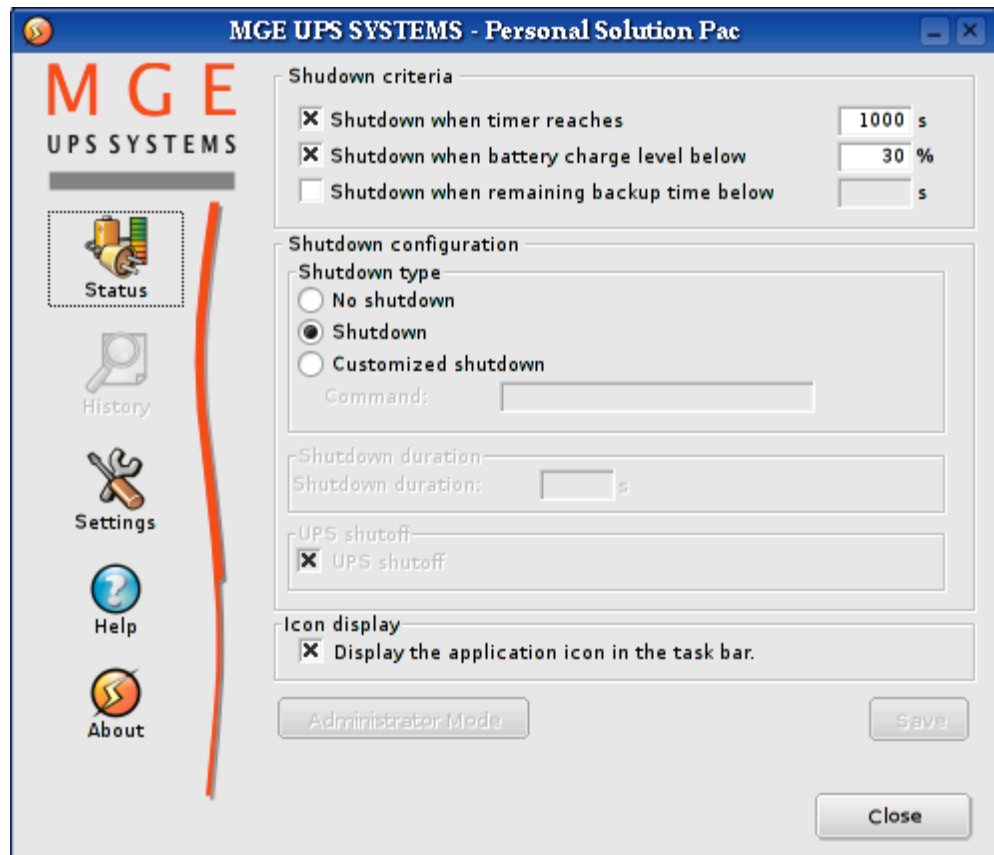 MGE UPS SYSTEMS - Personal Solution Pac
M G E
UPS SYSTEMS
Status
History
Settings
Help
About
Shudown criteria
Shutdown when timer reaches 1000 s
Shutdown when battery charge level below 30 %
Shutdown when remaining backup time below s
Shutdown configuration
Shutdown type
No shutdown
Shutdown
Customized shutdown
Command:
Shutdown duration
Shutdown duration: s
UPS shutoff
UPS shutoff
Icon display
Display the application icon in the task bar.
Administrator Mode Save
Close